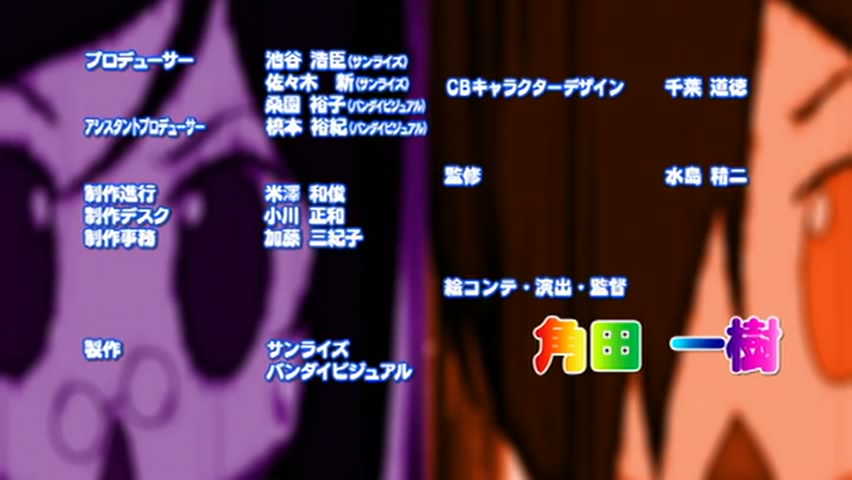 プロデューサー 池谷 浩臣(サンライズ)
佐々木 新(サンライズ)
桑園 裕子(バンダイビジュアル)
アシスタントプロデューサー 椋本 裕紀(バンダイビジュアル)
制作進行 米澤 和俊
制作デスク 小川 正和
制作事務 加藤 三紀子
製作 サンライズ
バンダイビジュアル
CBキャラクターデザイン 千葉 道徳
監修 水島 精二
絵コンテ・演出・監督
角田 一樹